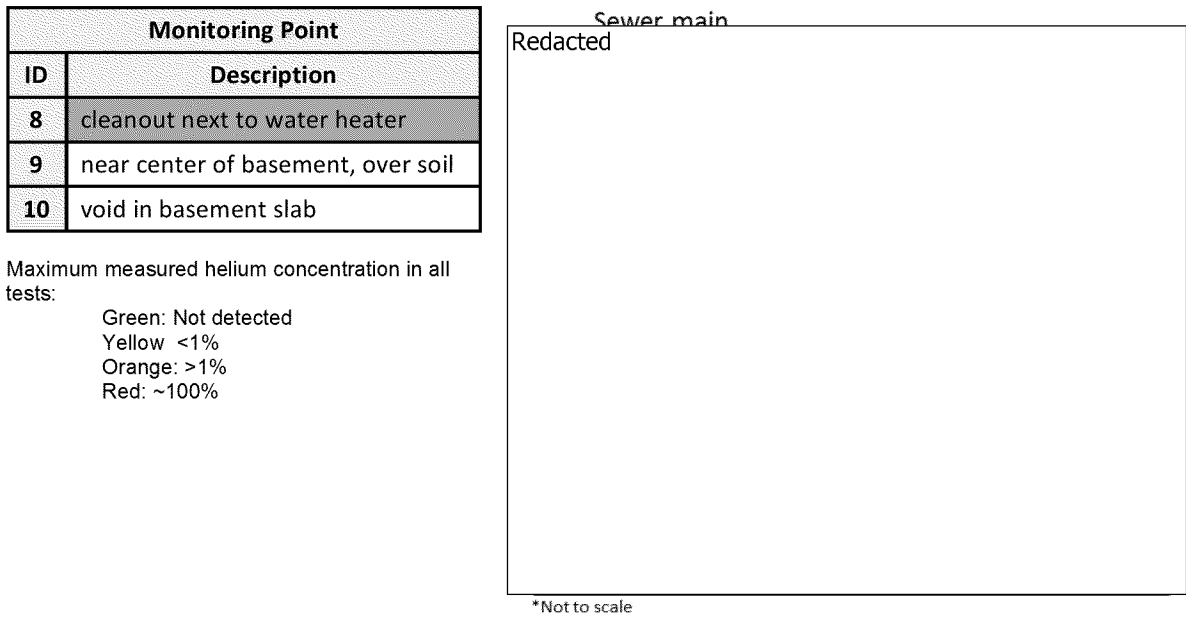 Monitoring Point
ID Description
8 cleanout next to water heater
9 near center of basement, over soil
10 void in basement slab
Maximum measured helium concentration in all
tests:
Green: Not detected
Yellow <1%
Orange: >1%
Red: ~100%
Sewer main
Redacted
*Not to scale